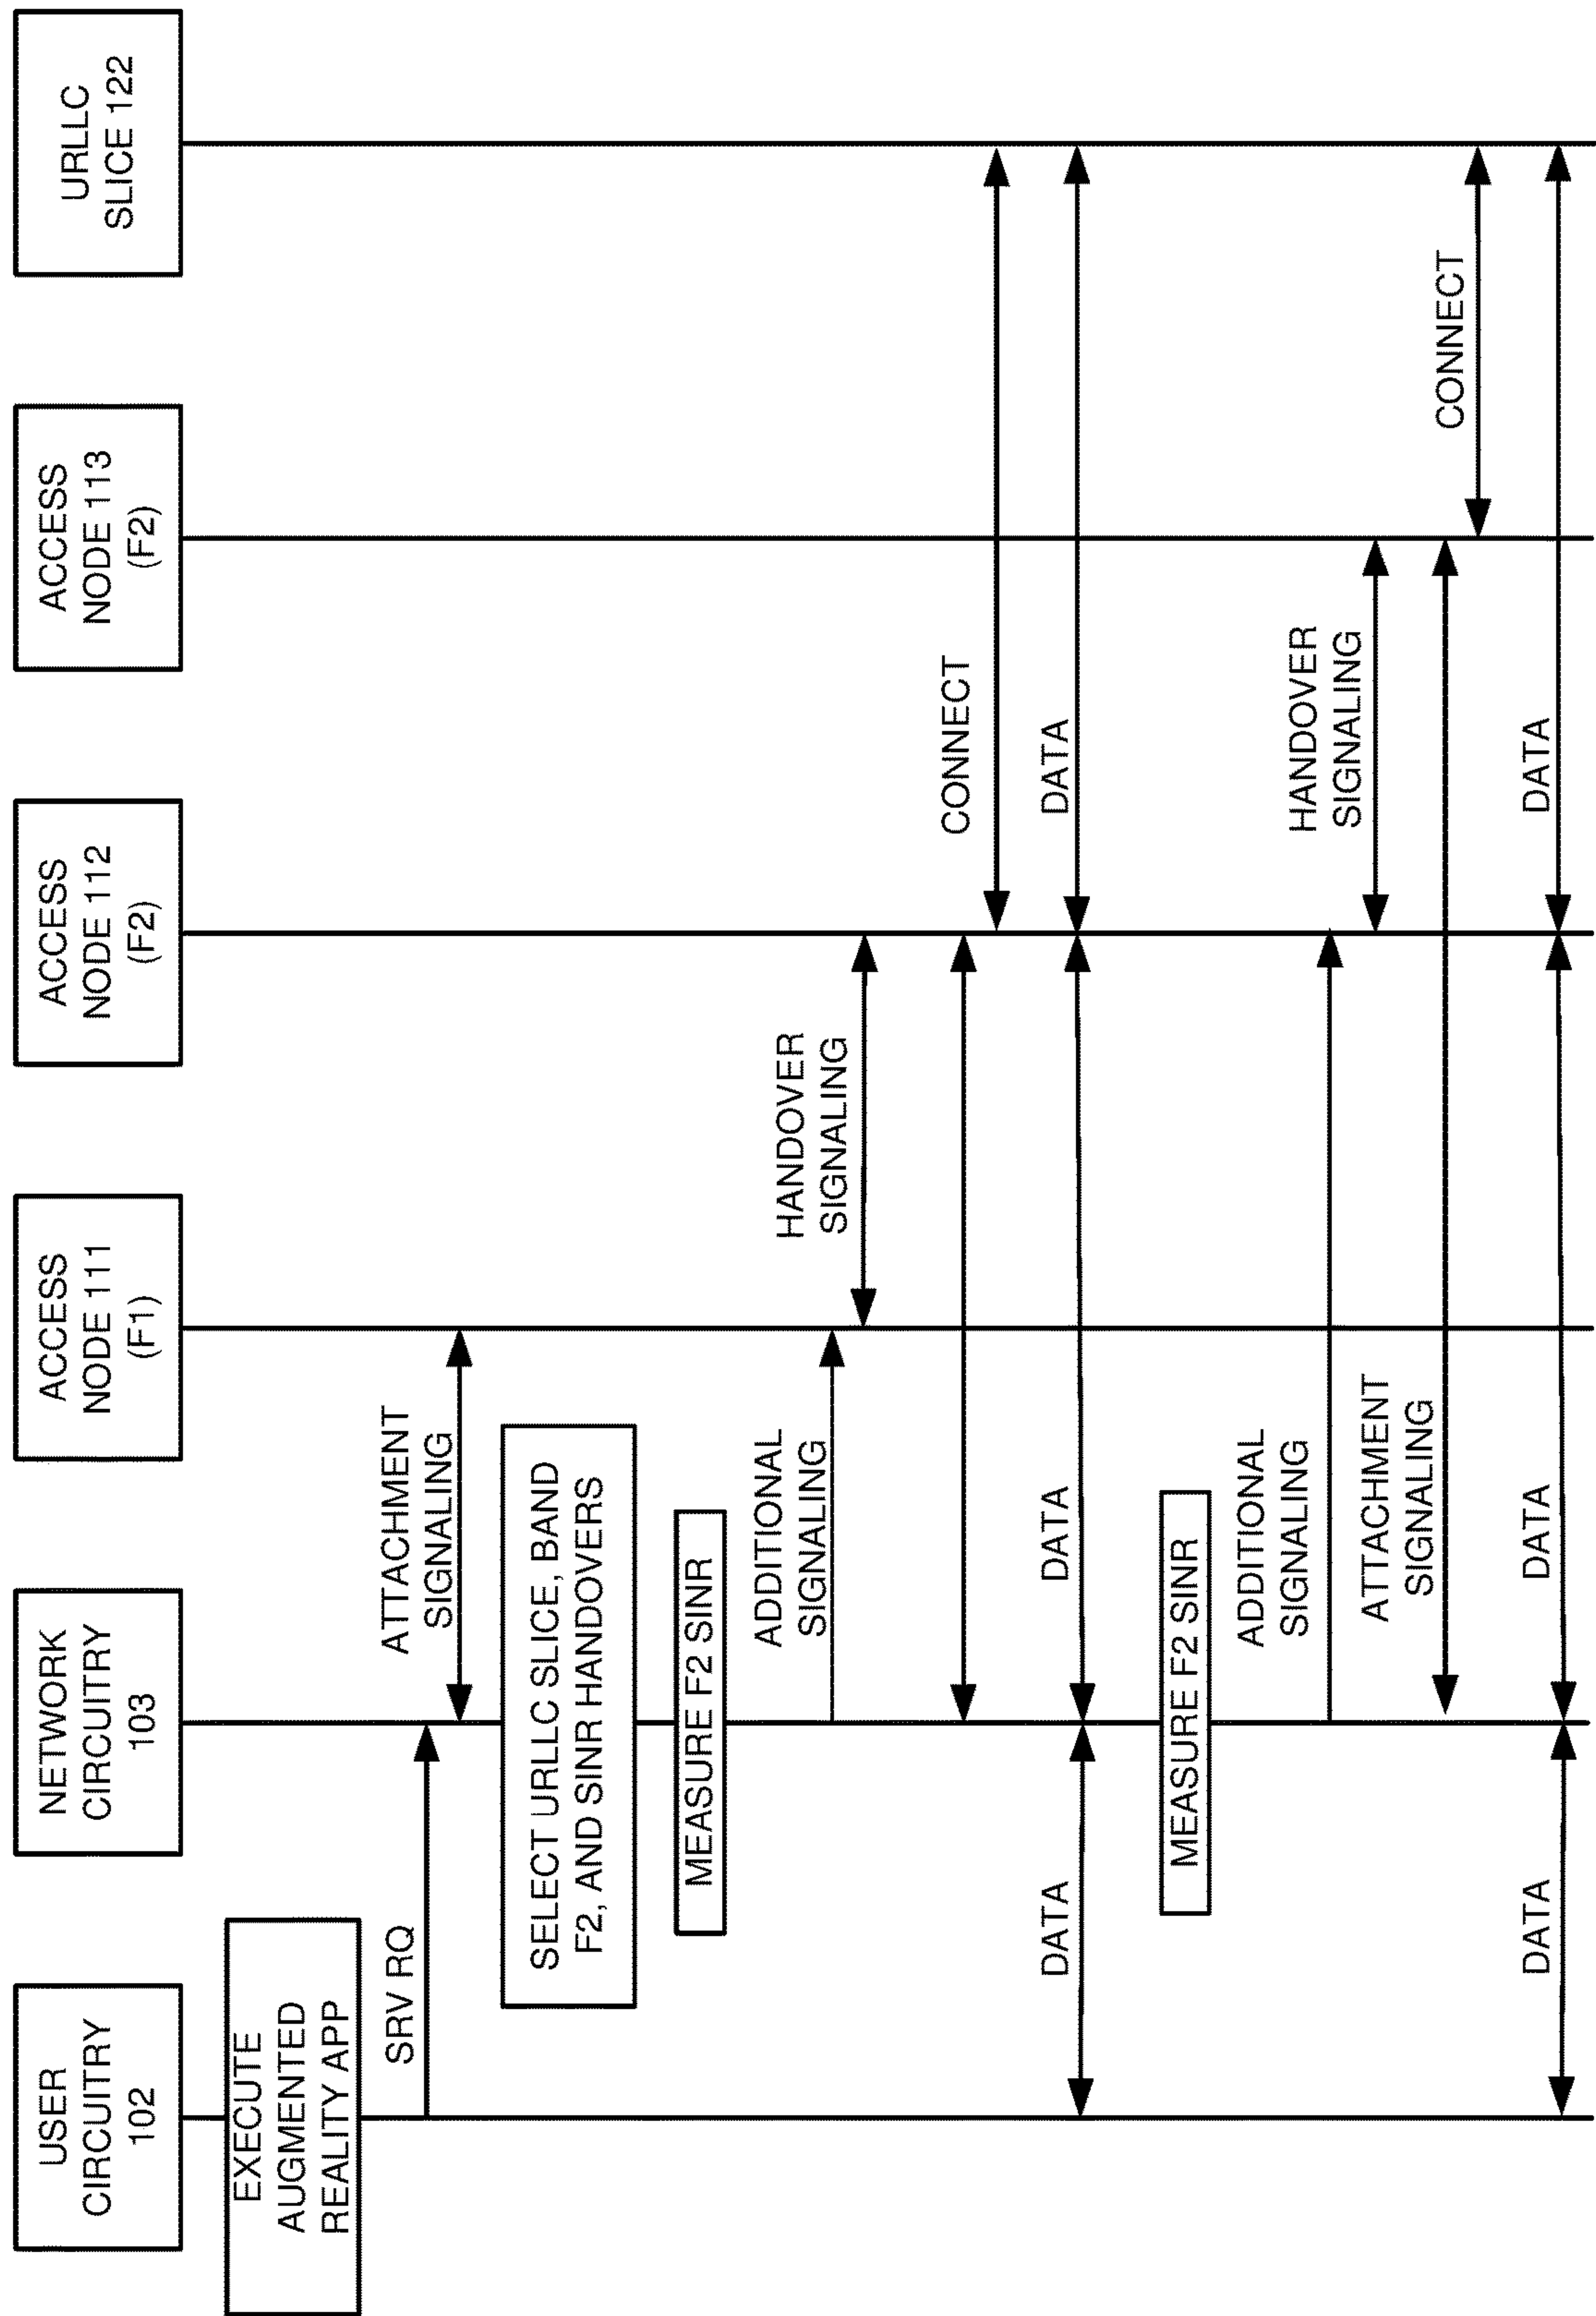 USER
CIRCUITRY
102
NETWORK
CIRCUITRY
103
ACCESS
NODE 111
(F1)
ACCESS
NODE 112
(F2)
ACCESS
NODE 113
(F2)
URLLC
SLICE 122
EXECUTE
AUGMENTED
REALITY APP
SRV RQ
ATTACHMENT
SIGNALING
SELECT URLLC SLICE, BAND
F2, AND SINR HANDOVERS
MEASURE F2 SINR
ADDITIONAL
SIGNALING
HANDOVER
SIGNALING
CONNECT
DATA
DATA
DATA
MEASURE F2 SINR
ADDITIONAL
SIGNALING
HANDOVER
SIGNALING
ATTACHMENT
SIGNALING
CONNECT
DATA
DATA
DATA